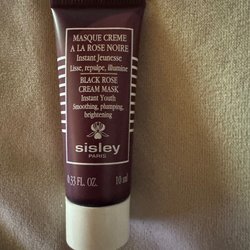 MASQUE CREME
A LA ROSE NOIRE
Instant Jeunesse
Lisse, repulpe, illumine
BLACK ROSE
CREAM MASK
Instant Youth
Smoothing, plumping,
brightening
sisley
PARIS
0.33 FL. OZ. 10 ml